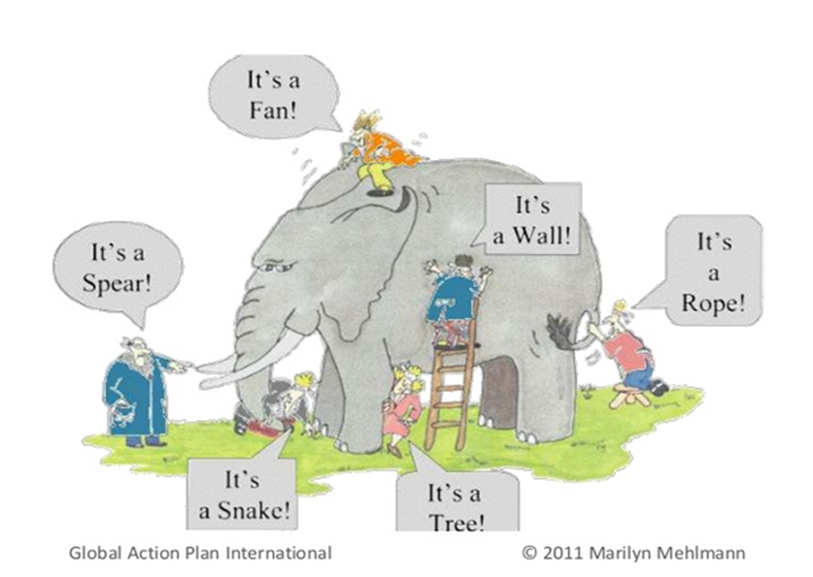 It's a
Fan!
It's
a Wall!
It's a
Spear!
It's
a
Rope!
It's
a Snake!
It's a
Tree!
Global Action Plan International
© 2011 Marilyn Mehlmann